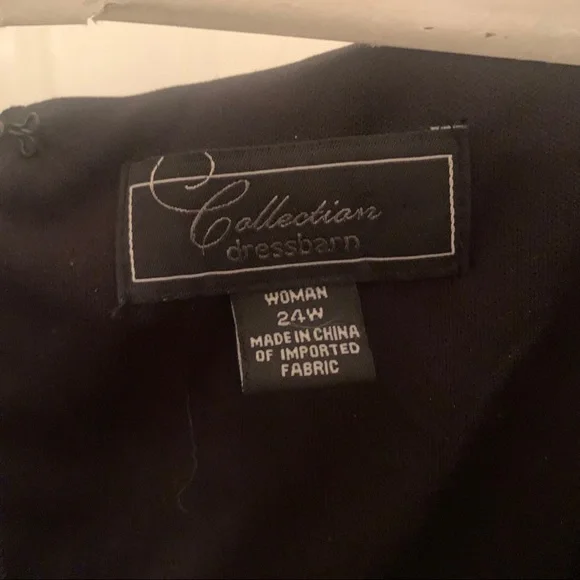 Collection
dressbarn
WOMAN
24W
MADE IN CHINA
OF IMPORTED
FABRIC